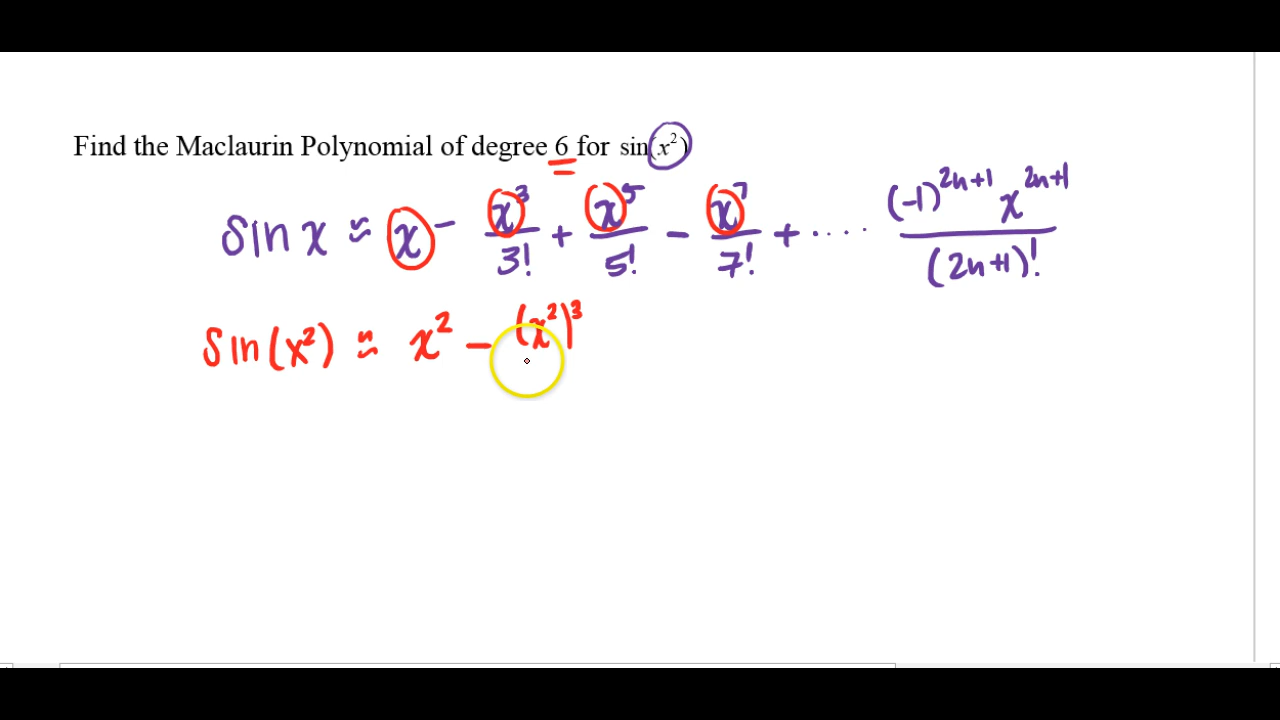 Find the Maclaurin Polynomial of degree 6 for sin(x²)
sin x ≈ x - x³/3! + x⁵/5! - x⁷/7! + ····· (-1)²ⁿ⁺¹ x²ⁿ⁺¹/(2n+1)!
sin(x²) ≈ x² - (x²)³